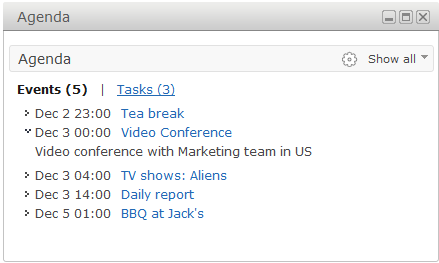 Agenda
Agenda Show all
Events (5) | Tasks (3)
Dec 2 23:00 Tea break
Dec 3 00:00 Video Conference
Video conference with Marketing team in US
Dec 3 04:00 TV shows: Aliens
Dec 3 14:00 Daily report
Dec 5 01:00 BBQ at Jack's